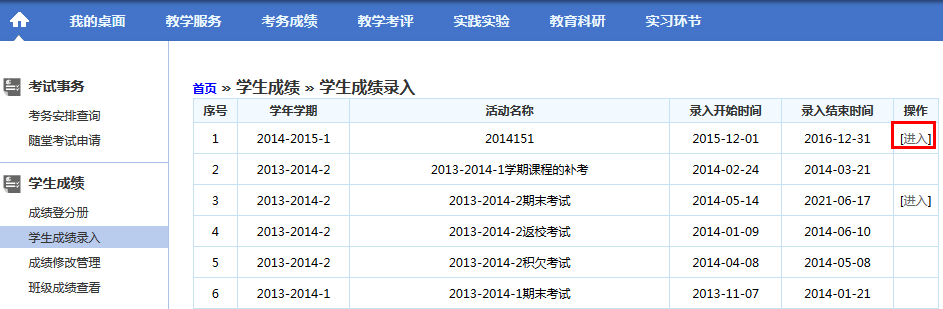 我的桌面 教学服务 考务成绩 教学考评 实践实验 教育科研 实习环节
考试事务
考务安排查询
随堂考试申请
学生成绩
成绩登分册
学生成绩录入
成绩修改管理
班级成绩查看
首页 » 学生成绩 » 学生成绩录入
序号 学年学期 活动名称 录入开始时间 录入结束时间 操作
1 2014-2015-1 2014151 2015-12-01 2016-12-31 [进入]
2 2013-2014-2 2013-2014-1学期课程的补考 2014-02-24 2014-03-21
3 2013-2014-2 2013-2014-2期末考试 2014-05-14 2021-06-17 [进入]
4 2013-2014-2 2013-2014-2返校考试 2014-01-09 2014-06-10
5 2013-2014-2 2013-2014-2积欠考试 2014-04-08 2014-05-08
6 2013-2014-1 2013-2014-1期末考试 2013-11-07 2014-01-21